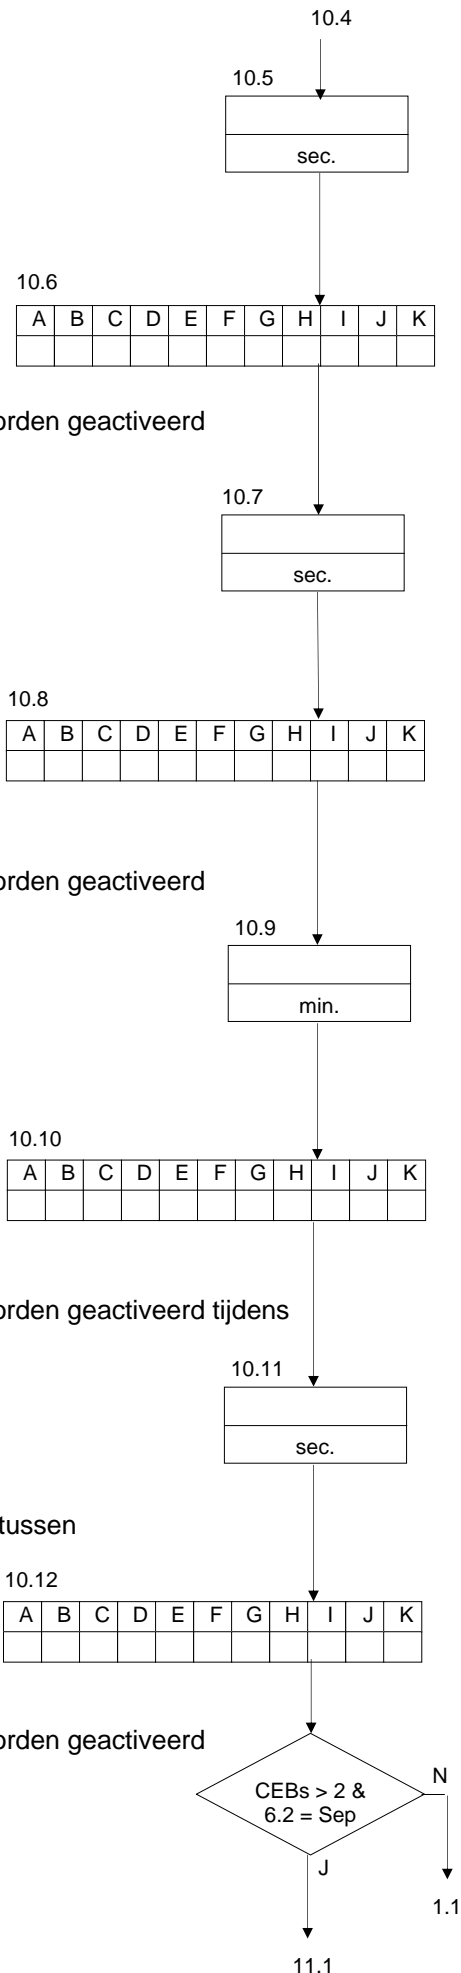 10.4
10.5
sec.
10.6
A B C D E F G H I J K
orden geactiveerd
10.7
sec.
10.8
A B C D E F G H I J K
orden geactiveerd
10.9
min.
10.10
A B C D E F G H I J K
orden geactiveerd tijdens
10.11
sec.
tussen
10.12
A B C D E F G H I J K
orden geactiveerd
CEBs > 2 &
6.2 = Sep
N
J
1.1
11.1